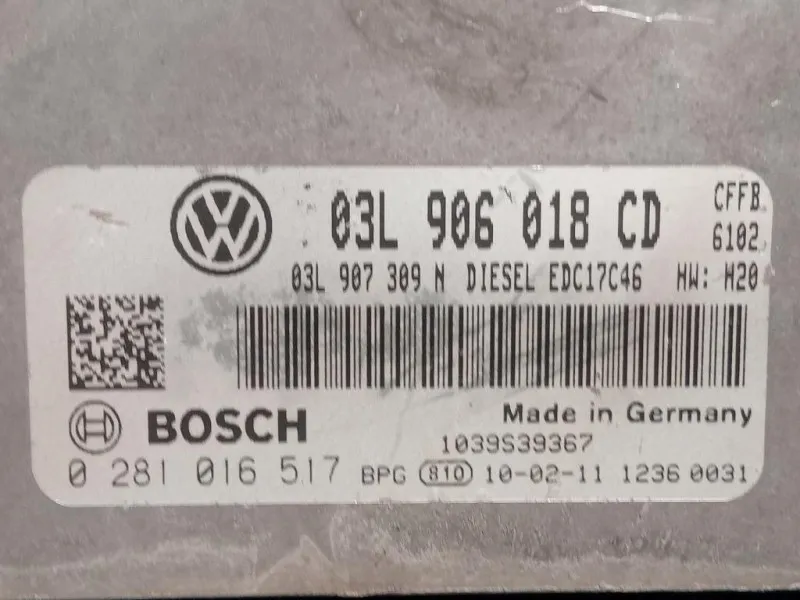 03L 906 018 CD
CFFB
6102
03L 907 309 N DIESEL EDC17C46 HW: H20
BOSCH
Made in Germany
1039S39367
0 281 016 517 BPG 810 10-02-11 1236 0031